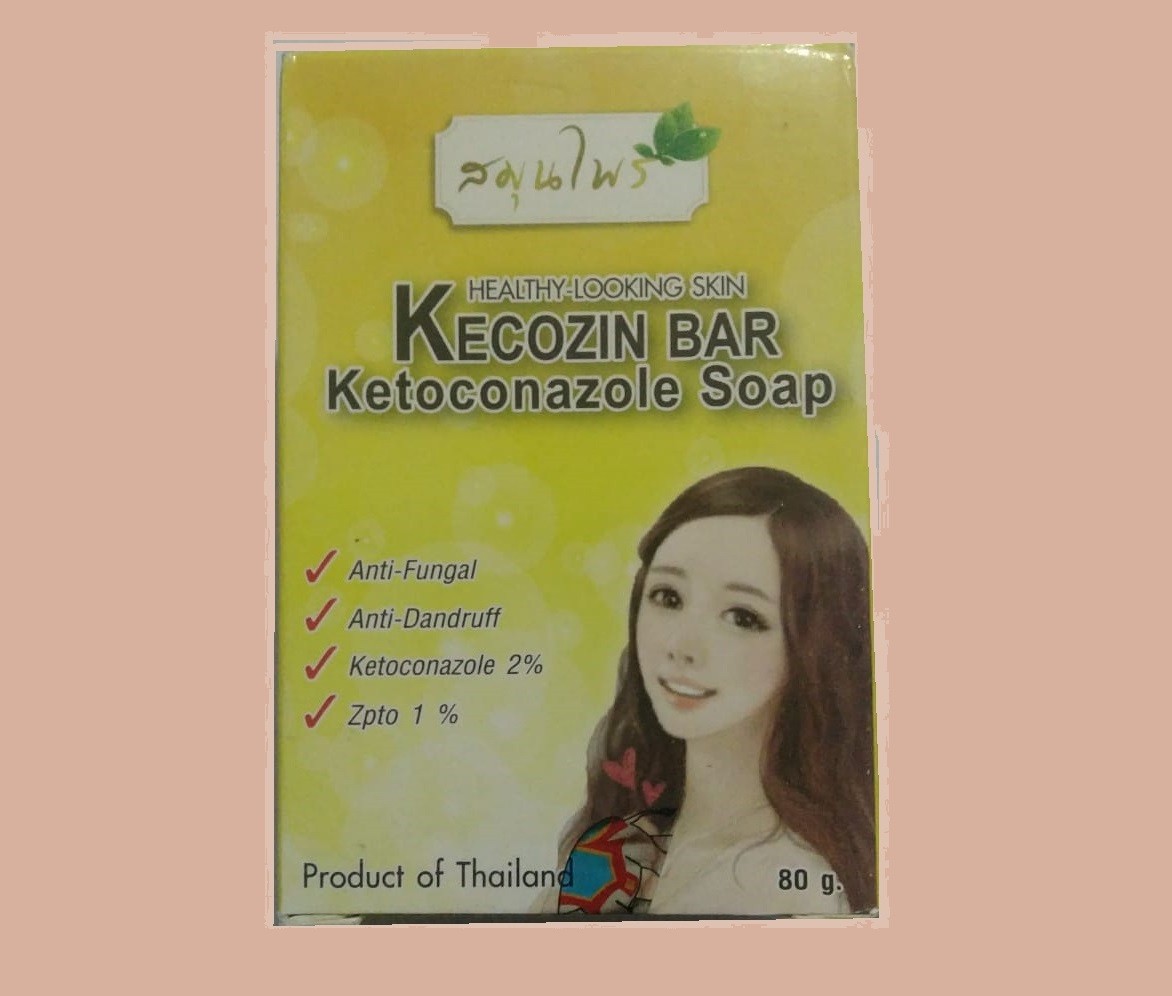 สมุนไพร
HEALTHY-LOOKING SKIN
KECOZIN BAR
Ketoconazole Soap
✓ Anti-Fungal
✓ Anti-Dandruff
✓ Ketoconazole 2%
✓ Zpto 1 %
Product of Thailand
80 g.